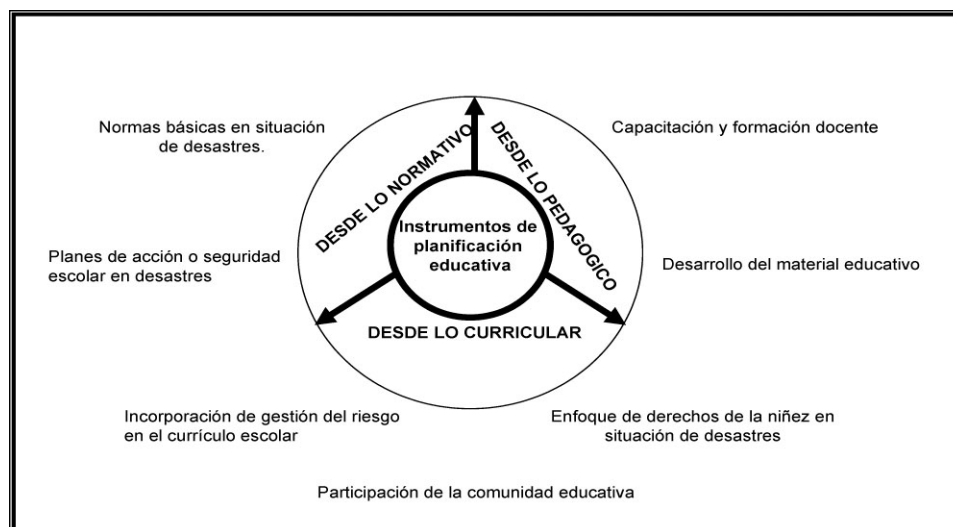 Normas básicas en situación
de desastres.
Capacitación y formación docente
DESDE LO NORMATIVO
DESDE LO PEDAGOGICO
Instrumentos de
planificación
educativa
Planes de acción o seguridad
escolar en desastres
Desarrollo del material educativo
DESDE LO CURRICULAR
Incorporación de gestión del riesgo
en el currículo escolar
Enfoque de derechos de la niñez en
situación de desastres
Participación de la comunidad educativa